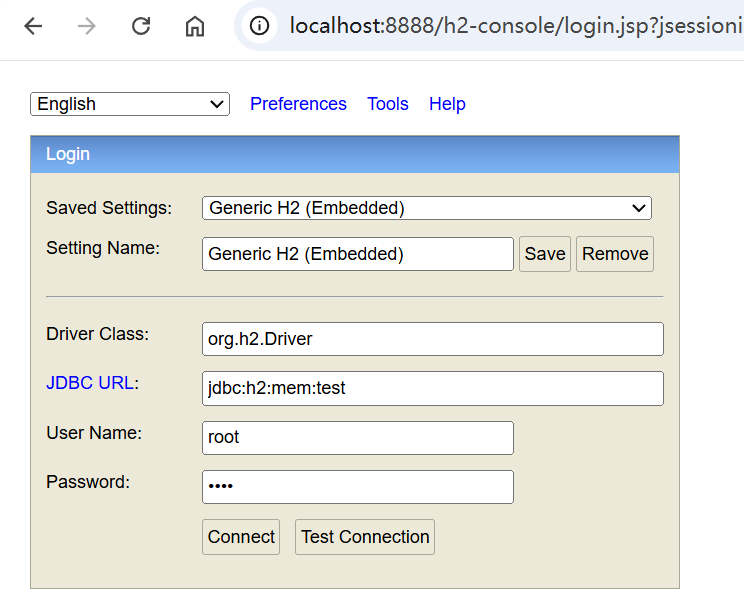 localhost:8888/h2-console/login.jsp?jsessioni
English Preferences Tools Help
Login
Saved Settings: Generic H2 (Embedded)
Setting Name: Generic H2 (Embedded) Save Remove
Driver Class: org.h2.Driver
JDBC URL: jdbc:h2:mem:test
User Name: root
Password: ••••
Connect Test Connection